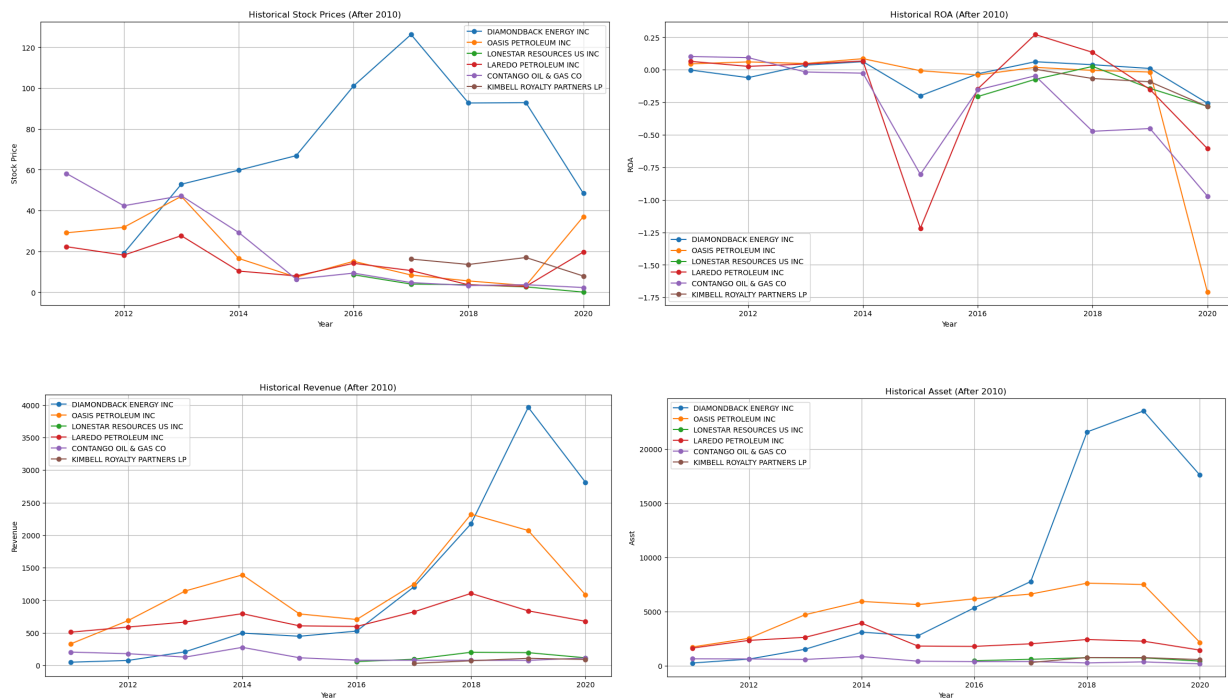 Historical Stock Prices (After 2010)
DIAMONDBACK ENERGY INC
OASIS PETROLEUM INC
LONESTAR RESOURCES US INC
LAREDO PETROLEUM INC
CONTANGO OIL & GAS CO
KIMBELL ROYALTY PARTNERS LP
120
100
80
60
40
20
0
Stock Price
2012 2014 2016 2018 2020
Year
Historical ROA (After 2010)
0.25
0.00
−0.25
−0.50
−0.75
−1.00
−1.25
−1.50
−1.75
ROA
DIAMONDBACK ENERGY INC
OASIS PETROLEUM INC
LONESTAR RESOURCES US INC
LAREDO PETROLEUM INC
CONTANGO OIL & GAS CO
KIMBELL ROYALTY PARTNERS LP
2012 2014 2016 2018 2020
Year
Historical Revenue (After 2010)
DIAMONDBACK ENERGY INC
OASIS PETROLEUM INC
LONESTAR RESOURCES US INC
LAREDO PETROLEUM INC
CONTANGO OIL & GAS CO
KIMBELL ROYALTY PARTNERS LP
4000
3500
3000
2500
2000
1500
1000
500
0
Revenue
2012 2014 2016 2018 2020
Year
Historical Asset (After 2010)
DIAMONDBACK ENERGY INC
OASIS PETROLEUM INC
LONESTAR RESOURCES US INC
LAREDO PETROLEUM INC
CONTANGO OIL & GAS CO
KIMBELL ROYALTY PARTNERS LP
20000
15000
10000
5000
0
Asst
2012 2014 2016 2018 2020
Year